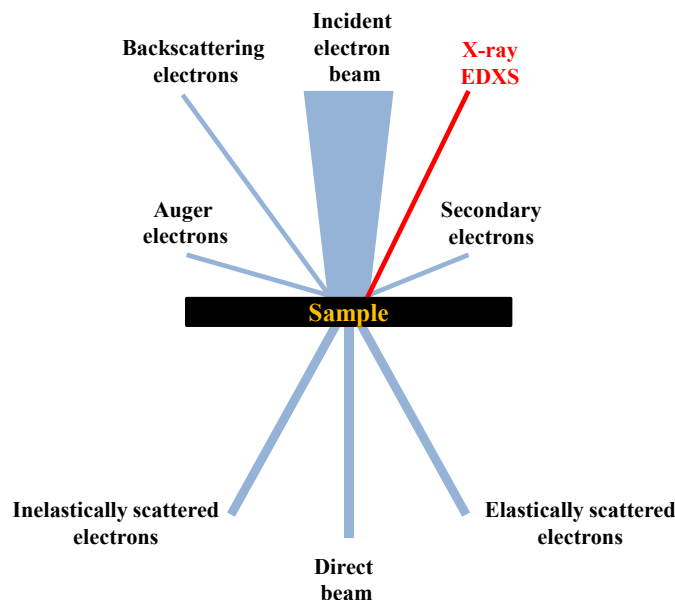 Incident
electron
beam
Backscattering
electrons
X-ray
EDXS
Auger
electrons
Secondary
electrons
Sample
Inelastically scattered
electrons
Elastically scattered
electrons
Direct
beam